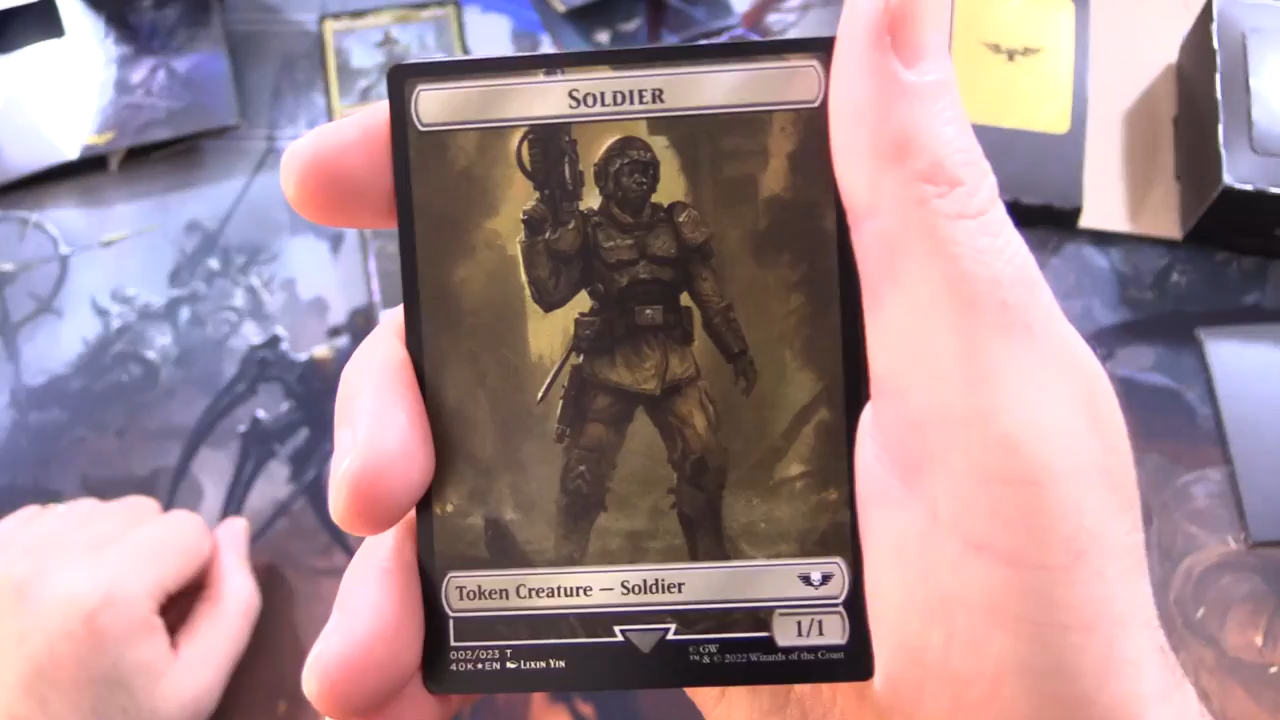 SOLDIER
Token Creature — Soldier
1/1
002/023 T
40K★EN LIXIN YIN
© GW
™ & © 2022 Wizards of the Coast